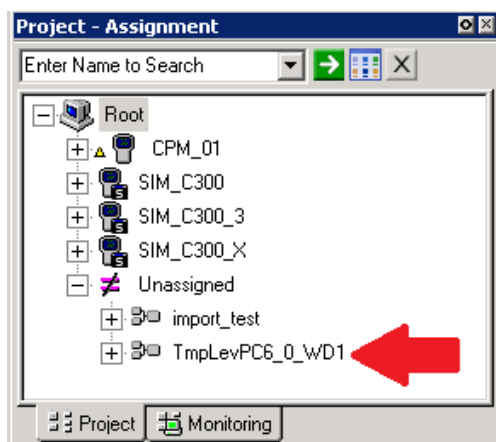 Project - Assignment
Enter Name to Search
Root
CPM_01
SIM_C300
SIM_C300_3
SIM_C300_X
Unassigned
import_test
TmpLevPC6_0_WD1
Project Monitoring